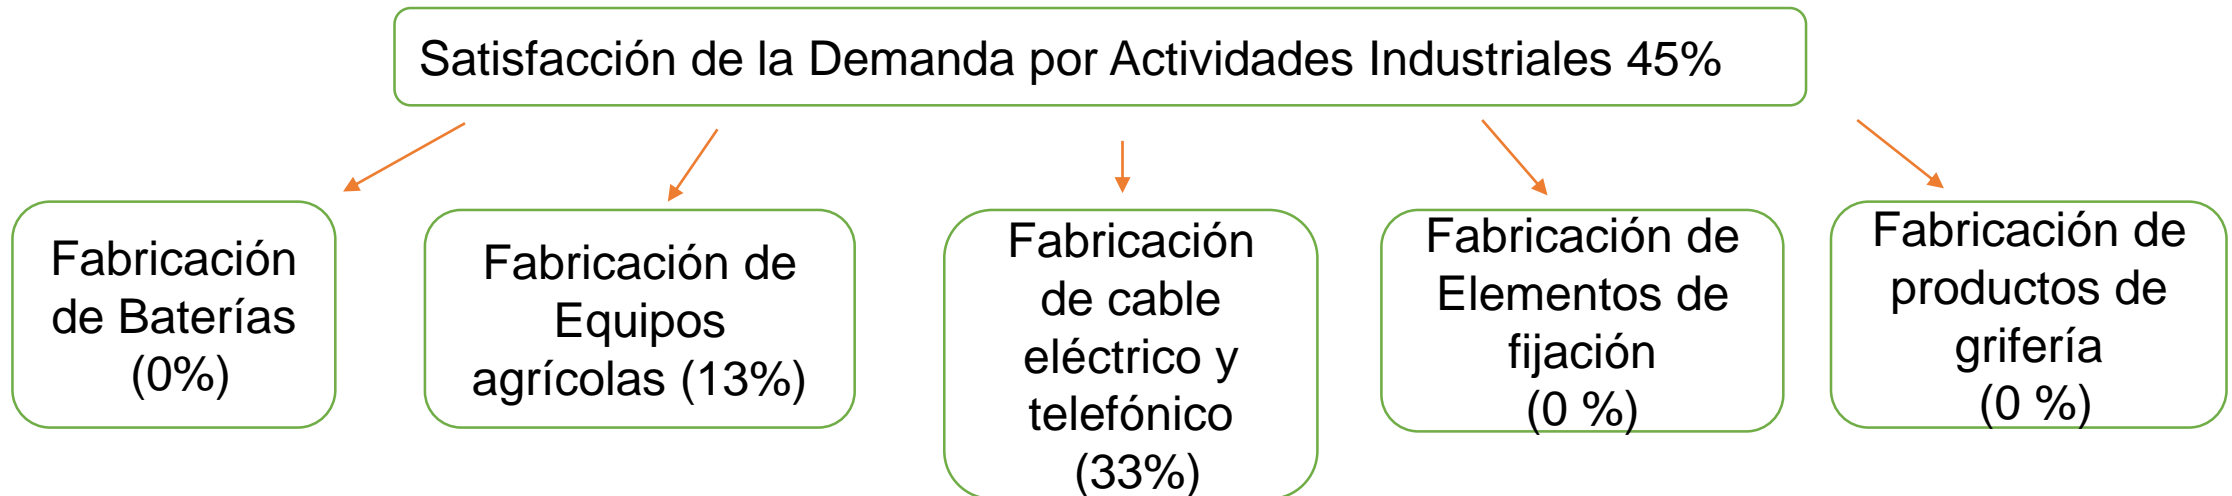 Satisfacción de la Demanda por Actividades Industriales 45%
Fabricación
de Baterías
(0%)
Fabricación de
Equipos
agrícolas (13%)
Fabricación
de cable
eléctrico y
telefónico
(33%)
Fabricación de
Elementos de
fijación
(0 %)
Fabricación de
productos de
grifería
(0 %)